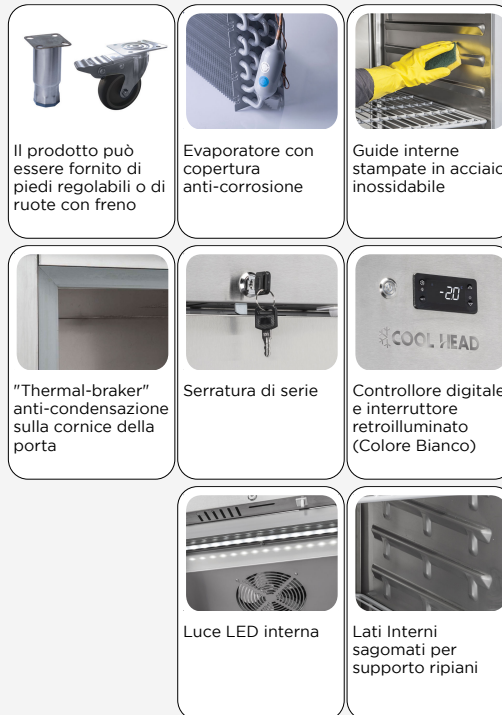 Il prodotto può
essere fornito di
piedi regolabili o di
ruote con freno
Evaporatore con
copertura
anti-corrosione
Guide interne
stampate in acciaio
inossidabile
-2.0
COOL HEAD
"Thermal-braker"
anti-condensazione
sulla cornice della
porta
Serratura di serie
Controllore digitale
e interruttore
retroilluminato
(Colore Bianco)
Luce LED interna
Lati Interni
sagomati per
supporto ripiani